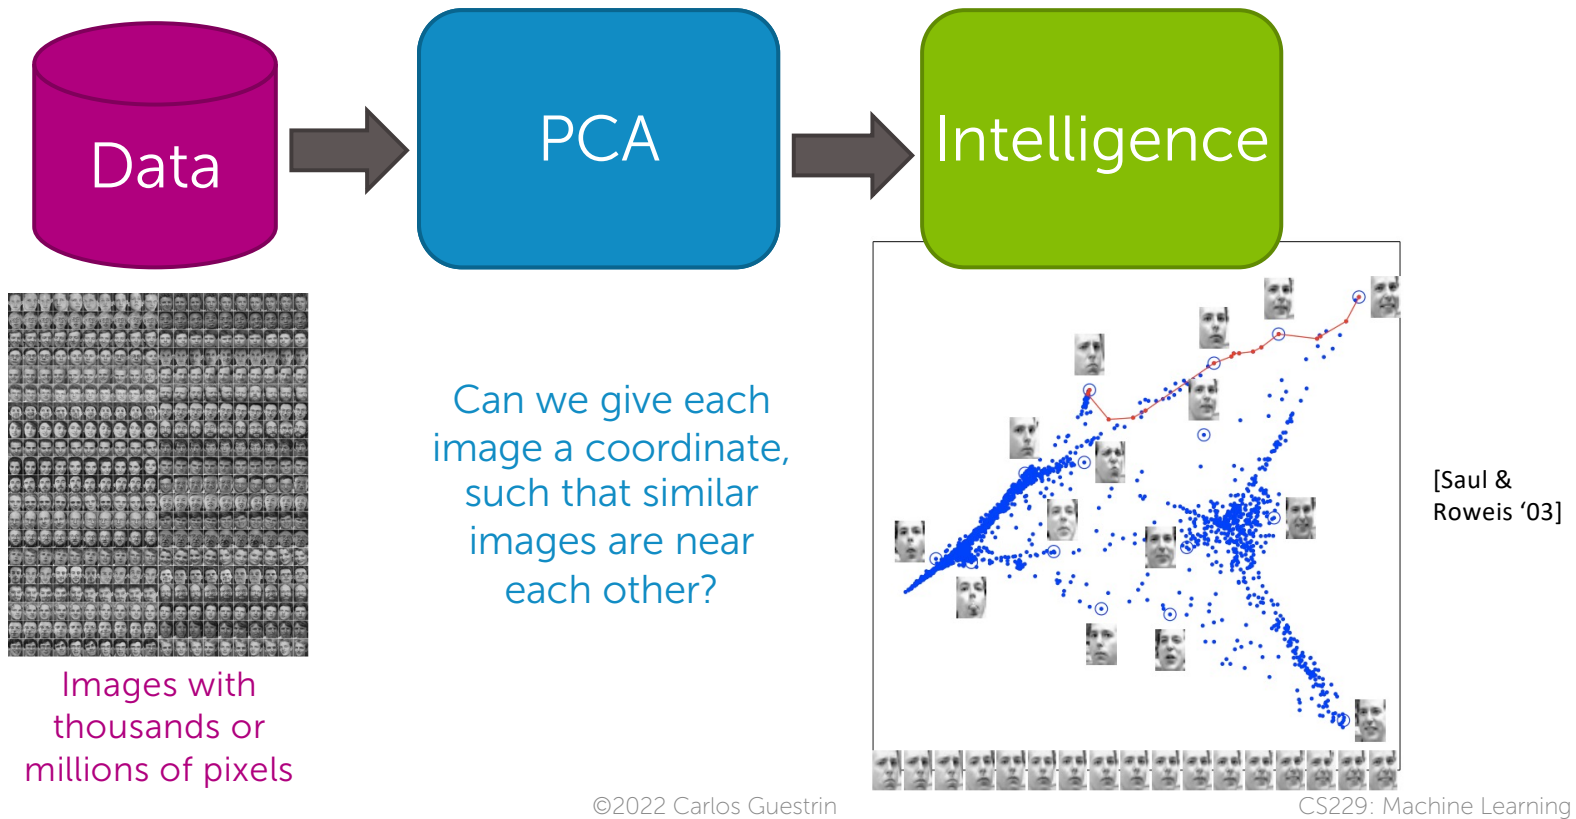 Data
PCA
Intelligence
Can we give each
image a coordinate,
such that similar
images are near
each other?
[Saul &
Roweis ‘03]
Images with
thousands or
millions of pixels
©2022 Carlos Guestrin
CS229: Machine Learning